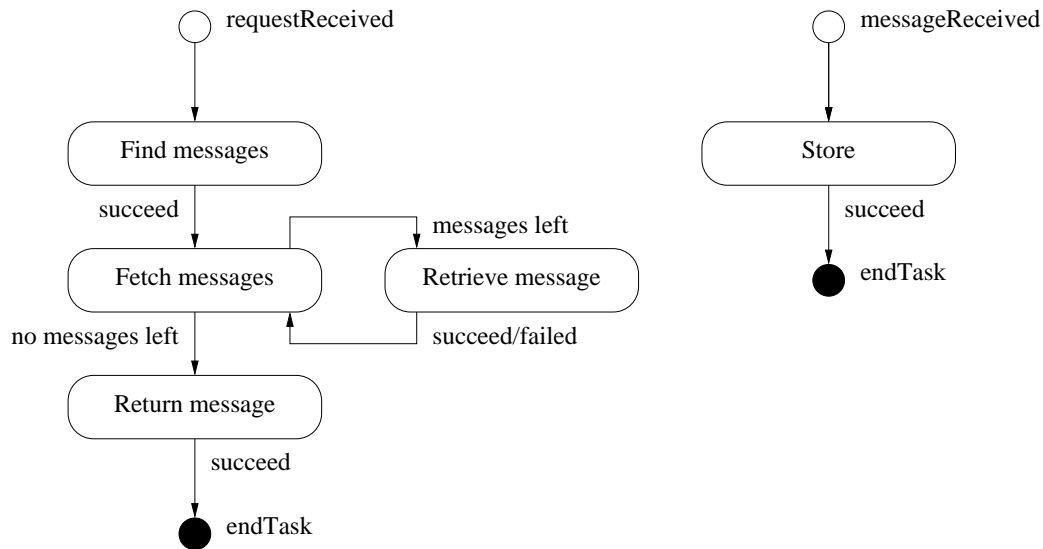 requestReceived
Find messages
succeed
messages left
Fetch messages
Retrieve message
no messages left
succeed/failed
Return message
succeed
endTask
messageReceived
Store
succeed
endTask